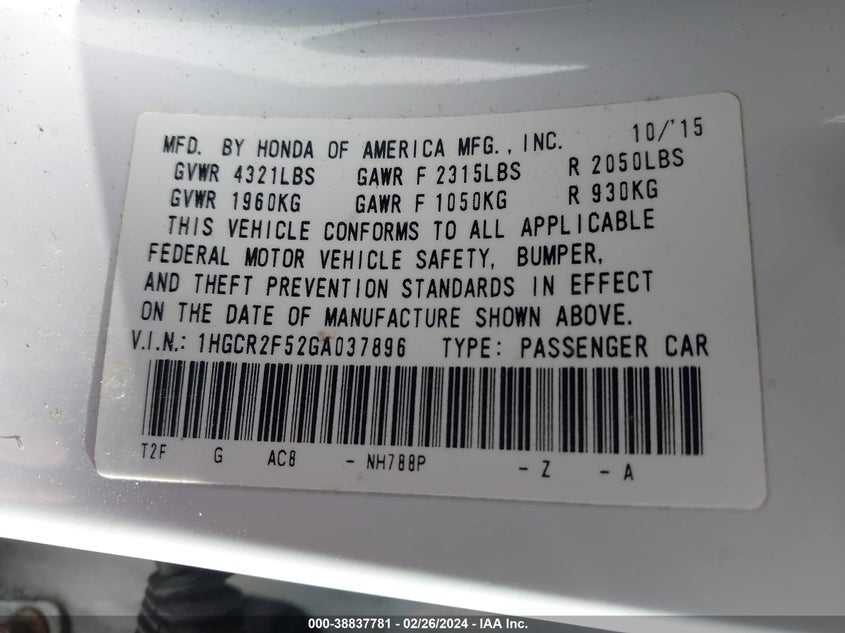 MFD. BY HONDA OF AMERICA MFG., INC. 10/'15
GVWR 4321LBS GAWR F 2315LBS R 2050LBS
GVWR 1960KG GAWR F 1050KG R 930KG
THIS VEHICLE CONFORMS TO ALL APPLICABLE
FEDERAL MOTOR VEHICLE SAFETY, BUMPER,
AND THEFT PREVENTION STANDARDS IN EFFECT
ON THE DATE OF MANUFACTURE SHOWN ABOVE.
V.I.N.: 1HGCR2F52GA037896 TYPE: PASSENGER CAR
T2F G AC8 - NH788P - Z - A
000-38837781 - 02/26/2024 - IAA Inc.